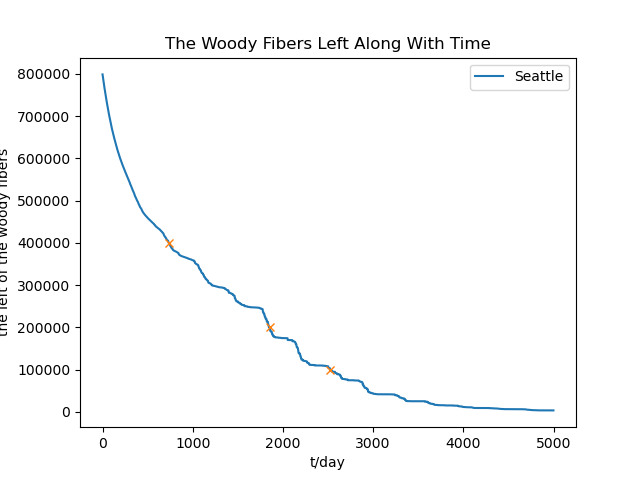 The Woody Fibers Left Along With Time
Seattle
800000
700000
600000
500000
400000
300000
200000
100000
0
the left of the woody fibers
0 1000 2000 3000 4000 5000
t/day